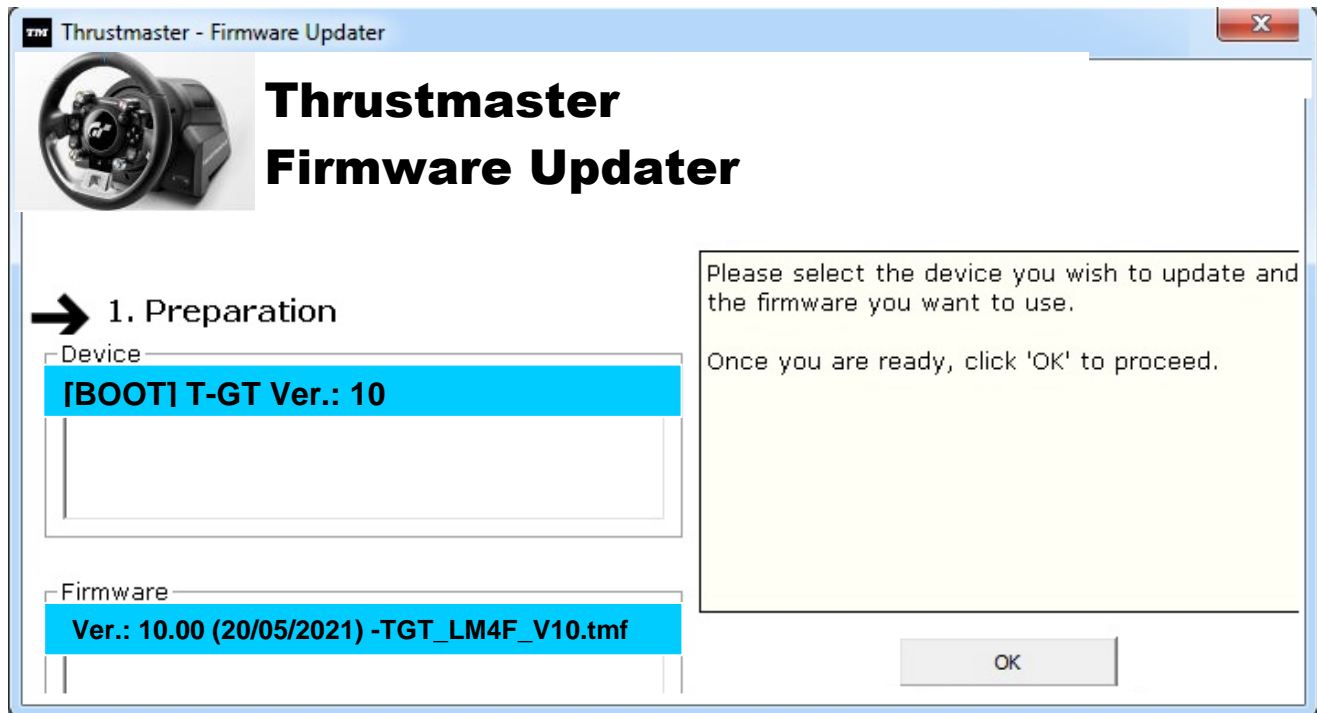 Thrustmaster - Firmware Updater
Thrustmaster
Firmware Updater
1. Preparation
Device
[BOOT] T-GT Ver.: 10
Please select the device you wish to update and
the firmware you want to use.
Once you are ready, click 'OK' to proceed.
Firmware
Ver.: 10.00 (20/05/2021) -TGT_LM4F_V10.tmf
OK